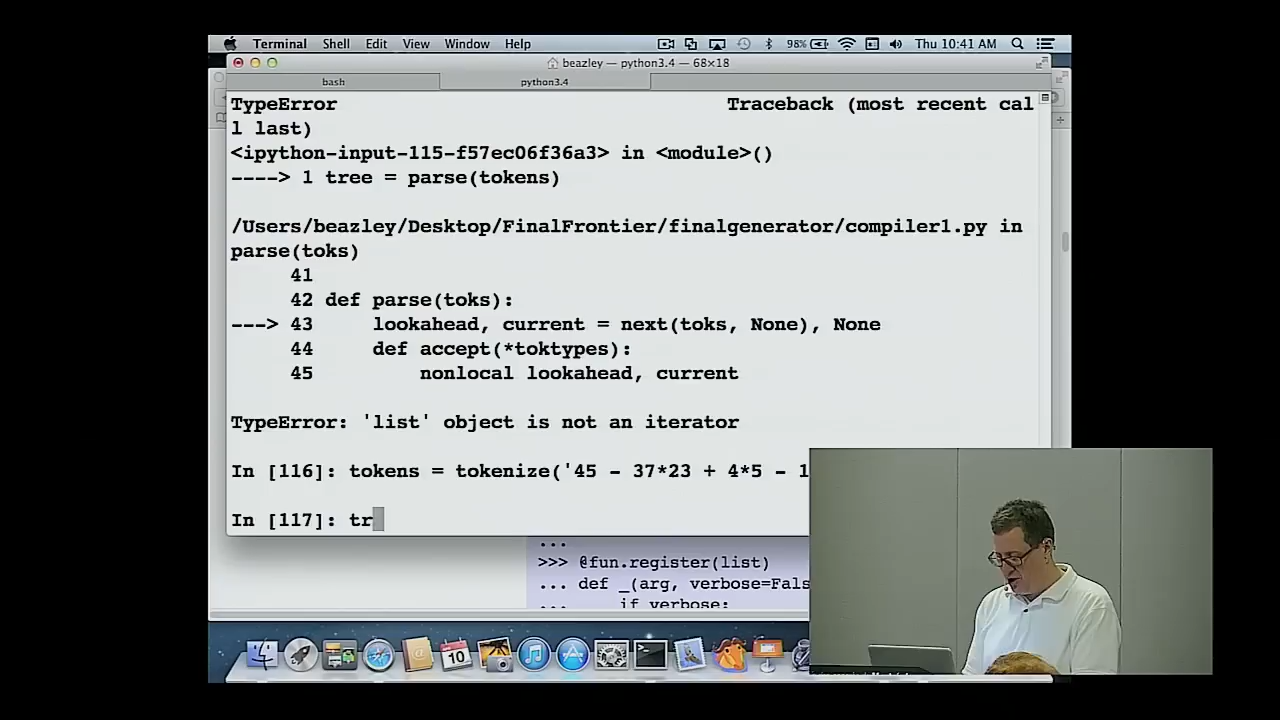 Terminal Shell Edit View Window Help 98% Thu 10:41 AM
beazley — python3.4 — 68×18
bash python3.4
TypeError Traceback (most recent cal
l last)
<ipython-input-115-f57ec06f36a3> in <module>()
----> 1 tree = parse(tokens)
/Users/beazley/Desktop/FinalFrontier/finalgenerator/compiler1.py in
parse(toks)
41
42 def parse(toks):
---> 43 lookahead, current = next(toks, None), None
44 def accept(*toktypes):
45 nonlocal lookahead, current
TypeError: 'list' object is not an iterator
In [116]: tokens = tokenize('45 - 37*23 + 4*5 - 1
In [117]: tr
...
>>> @fun.register(list)
... def _(arg, verbose=Fals
... if verbose:
10